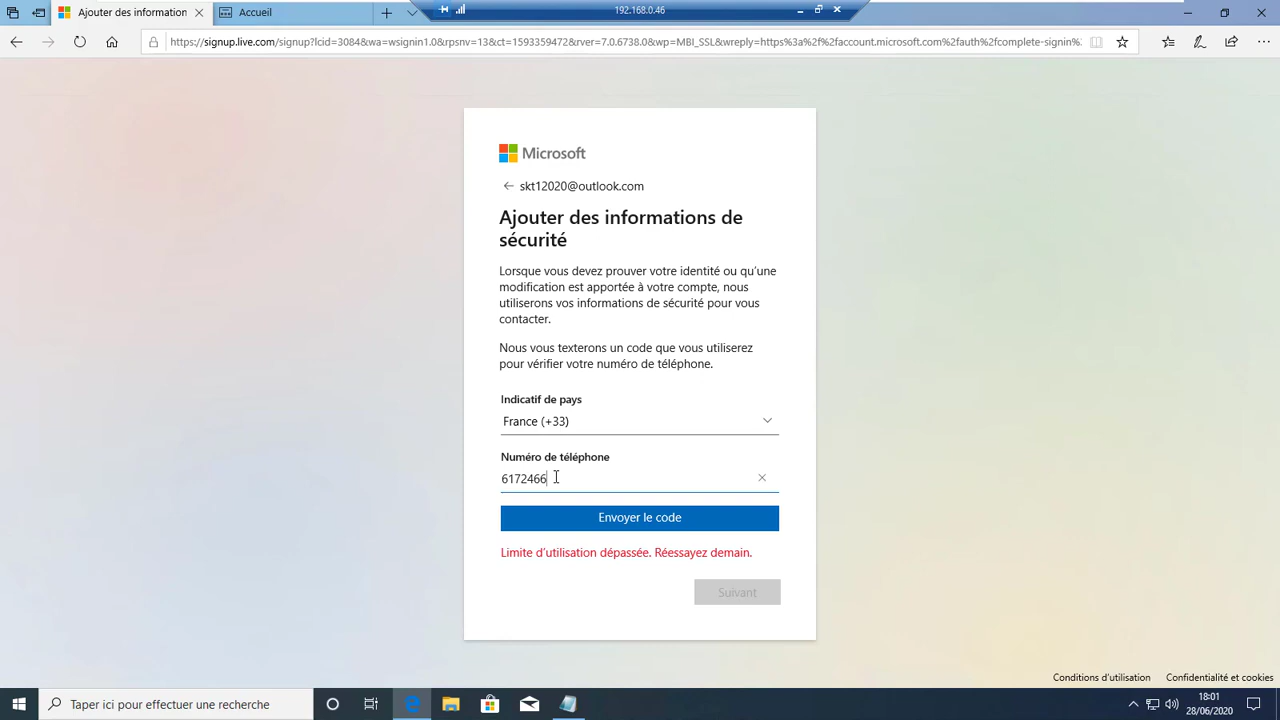 Ajouter des information
Accueil
192.168.0.46
https://signup.live.com/signup?lcid=3084&wa=wsignin1.0&rpsnv=13&ct=1593359472&rver=7.0.6738.0&wp=MBI_SSL&wreply=https%3a%2f%2faccount.microsoft.com%2fauth%2fcomplete-signin%
Microsoft
skt12020@outlook.com
Ajouter des informations de
sécurité
Lorsque vous devez prouver votre identité ou qu'une
modification est apportée à votre compte, nous
utiliserons vos informations de sécurité pour vous
contacter.
Nous vous texterons un code que vous utiliserez
pour vérifier votre numéro de téléphone.
Indicatif de pays
France (+33)
Numéro de téléphone
6172466
Envoyer le code
Limite d'utilisation dépassée. Réessayez demain.
Suivant
Conditions d'utilisation Confidentialité et cookies
Taper ici pour effectuer une recherche
18:01
28/06/2020